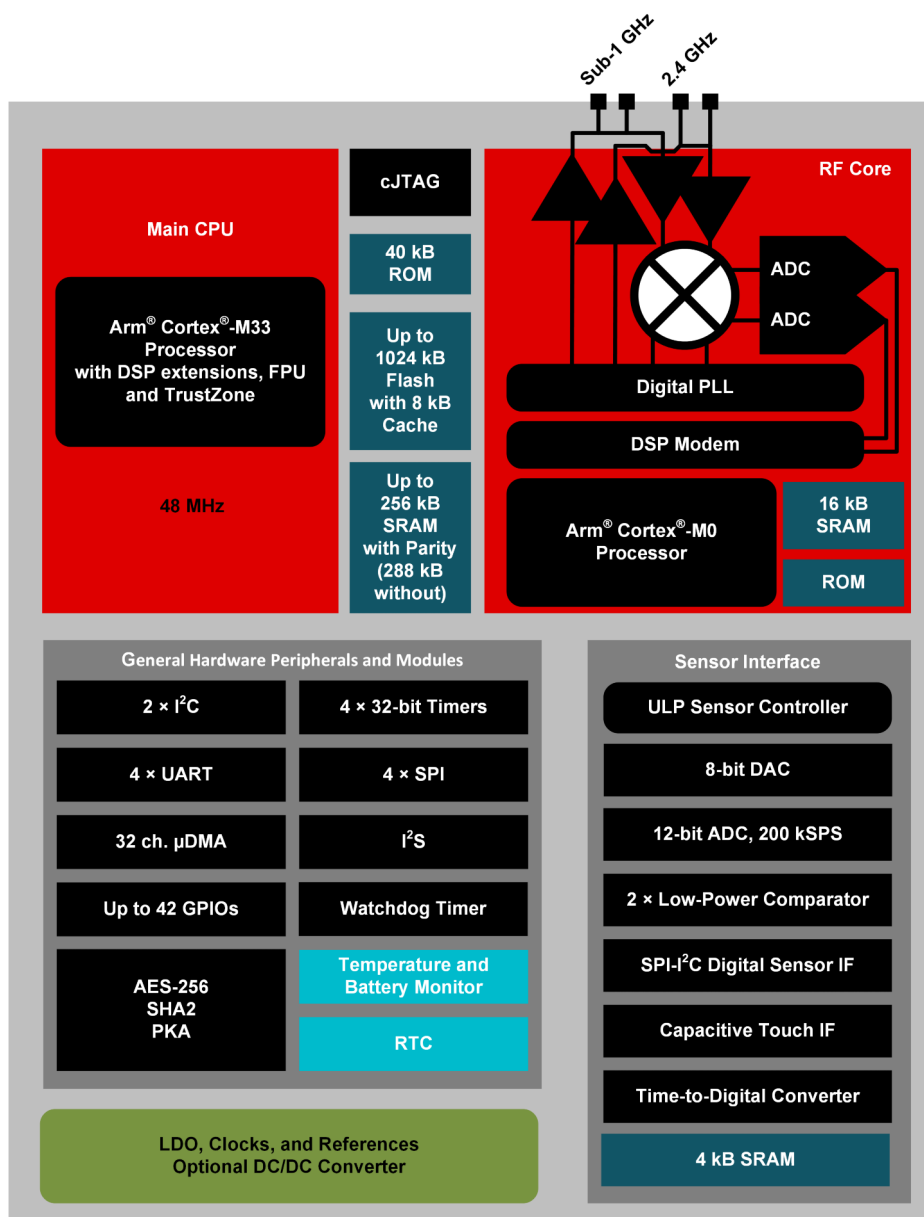 Sub-1 GHz
2.4 GHz
Main CPU
Arm® Cortex®-M33
Processor
with DSP extensions, FPU
and TrustZone
48 MHz
cJTAG
40 kB
ROM
Up to
1024 kB
Flash
with 8 kB
Cache
Up to
256 kB
SRAM
with Parity
(288 kB
without)
RF Core
ADC
ADC
Digital PLL
DSP Modem
Arm® Cortex®-M0
Processor
16 kB
SRAM
ROM
General Hardware Peripherals and Modules
2 × I²C
4 × 32-bit Timers
4 × UART
4 × SPI
32 ch. µDMA
I²S
Up to 42 GPIOs
Watchdog Timer
AES-256
SHA2
PKA
Temperature and
Battery Monitor
RTC
LDO, Clocks, and References
Optional DC/DC Converter
Sensor Interface
ULP Sensor Controller
8-bit DAC
12-bit ADC, 200 kSPS
2 × Low-Power Comparator
SPI-I²C Digital Sensor IF
Capacitive Touch IF
Time-to-Digital Converter
4 kB SRAM